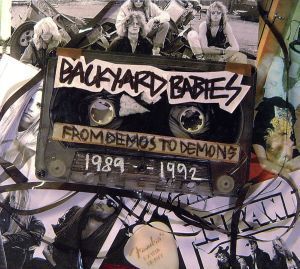 BACKYARD BABIES
FROM DEMOS TO DEMONS
1989 - 1992